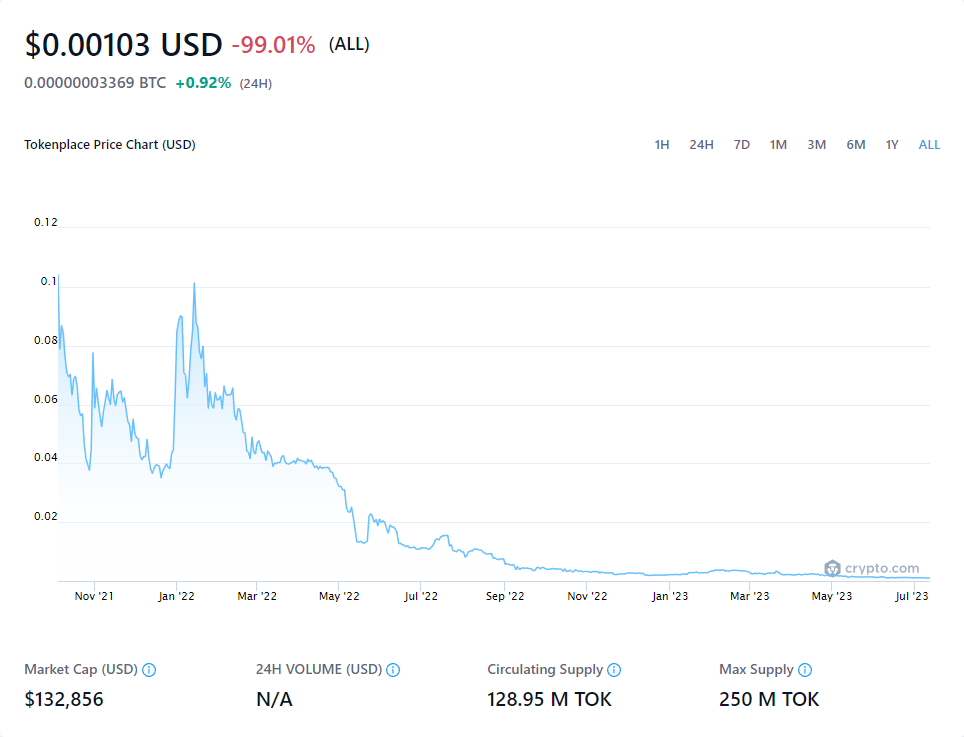 $0.00103 USD -99.01% (ALL)
0.00000003369 BTC +0.92% (24H)
Tokenplace Price Chart (USD) 1H 24H 7D 1M 3M 6M 1Y ALL
0.12
0.1
0.08
0.06
0.04
0.02
crypto.com
Nov '21 Jan '22 Mar '22 May '22 Jul '22 Sep '22 Nov '22 Jan '23 Mar '23 May '23 Jul '23
Market Cap (USD) 24H VOLUME (USD) Circulating Supply Max Supply
$132,856 N/A 128.95 M TOK 250 M TOK